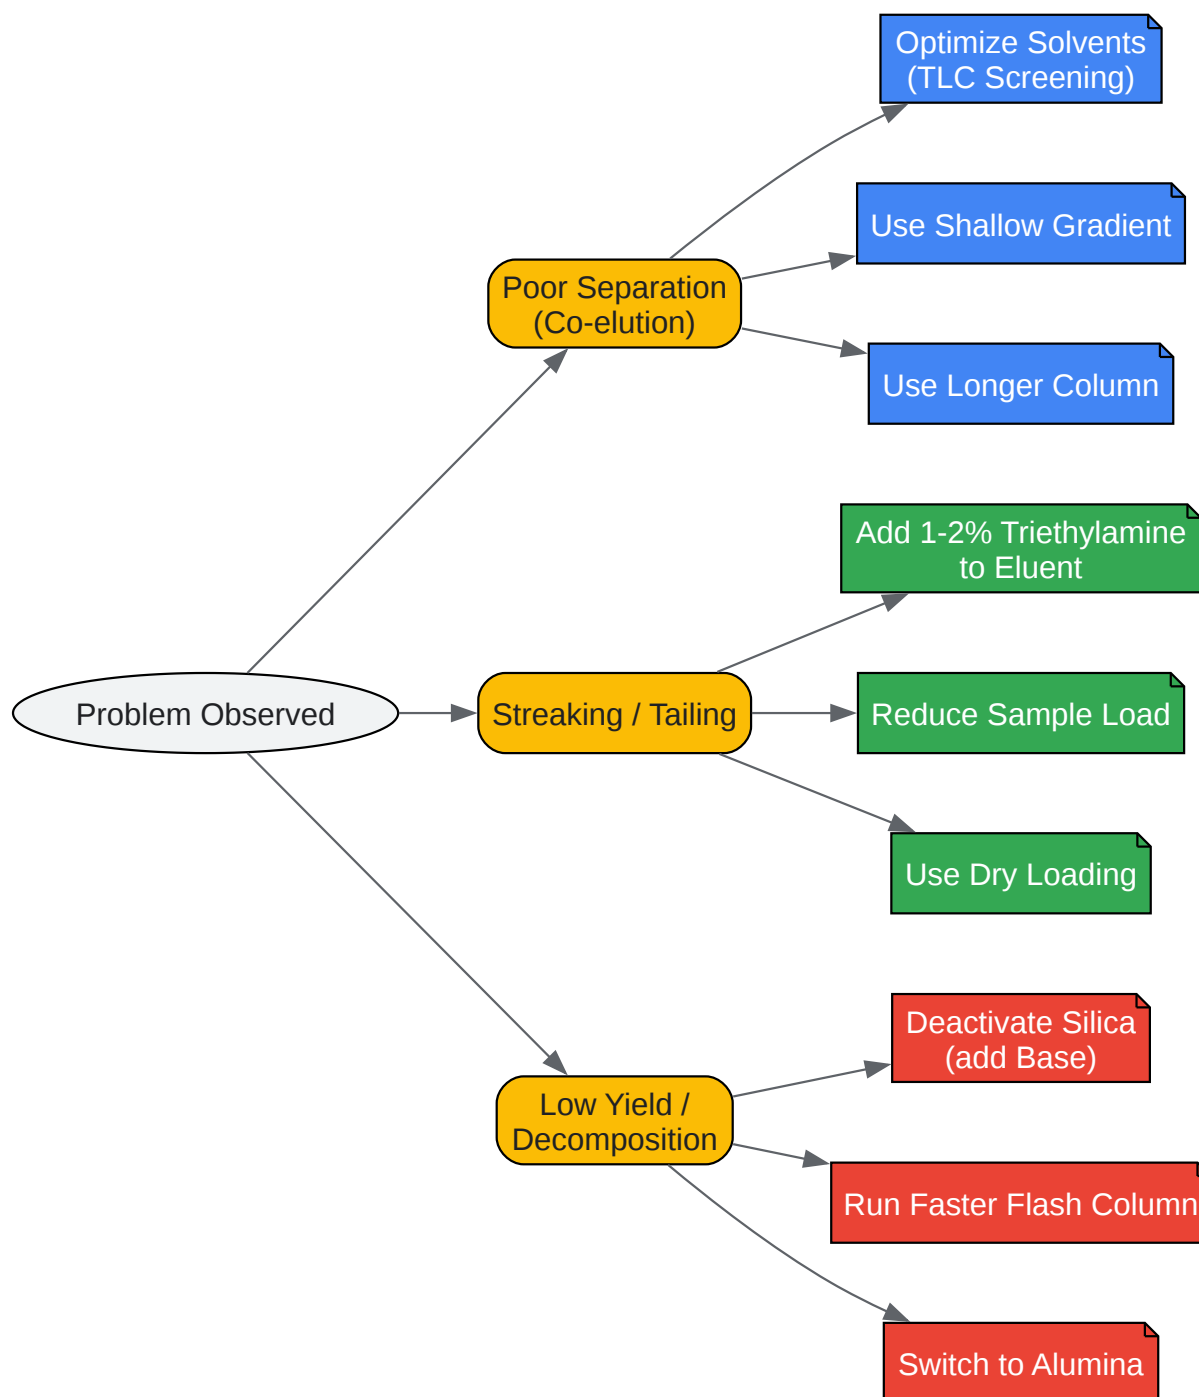 Optimize Solvents
(TLC Screening)
Use Shallow Gradient
Poor Separation
(Co-elution)
Use Longer Column
Add 1-2% Triethylamine
to Eluent
Problem Observed
Streaking / Tailing
Reduce Sample Load
Use Dry Loading
Deactivate Silica
(add Base)
Low Yield /
Decomposition
Run Faster Flash Column
Switch to Alumina